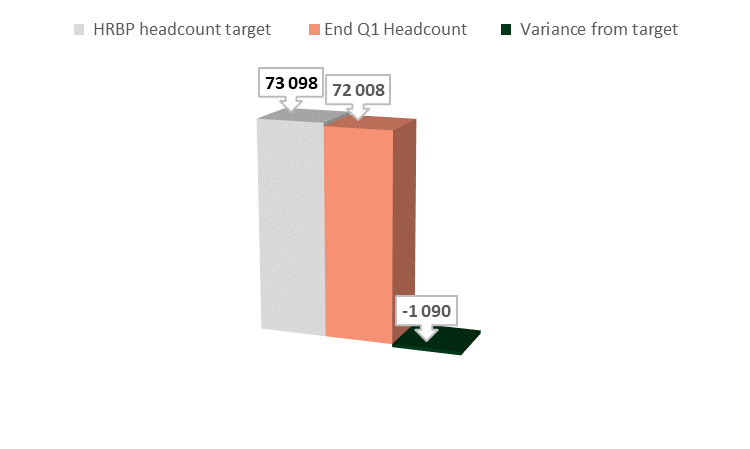 HRBP headcount target
End Q1 Headcount
Variance from target
73 098
72 008
-1 090